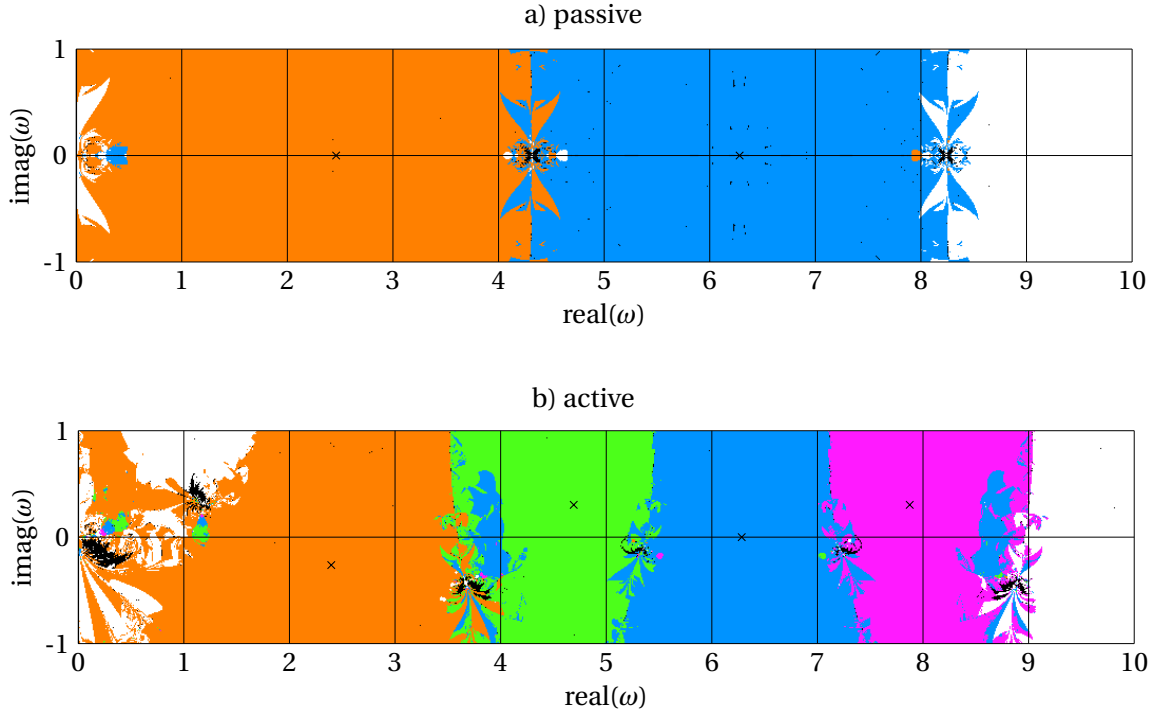 a) passive
imag(ω)
1
0
-1
0 1 2 3 4 5 6 7 8 9 10
real(ω)
b) active
imag(ω)
1
0
-1
0 1 2 3 4 5 6 7 8 9 10
real(ω)